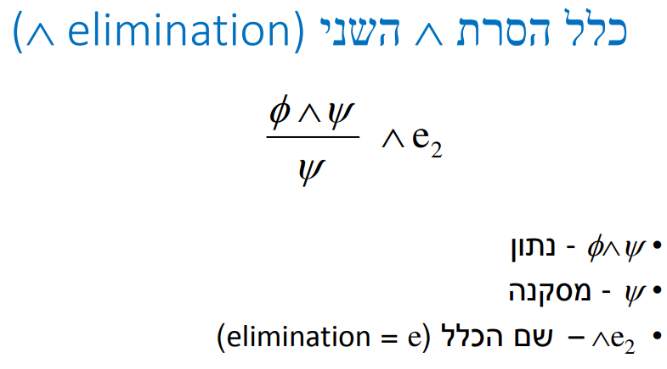 כלל הסרת ∧ השני (∧ elimination)
ϕ ∧ ψ
ψ
∧e₂
• ϕ∧ψ - נתון
• ψ - מסקנה
• ∧e₂ – שם הכלל (elimination = e)